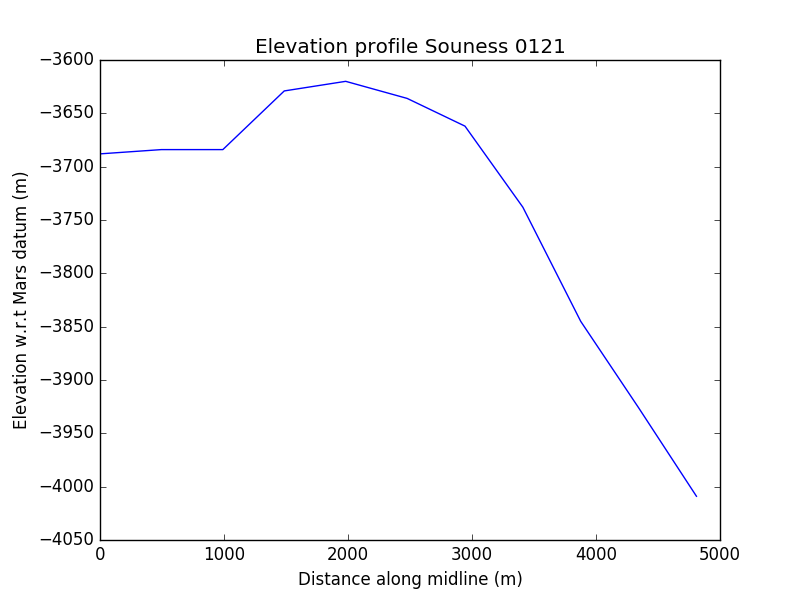 Elevation profile Souness 0121
−3600
−3650
−3700
−3750
−3800
−3850
−3900
−3950
−4000
−4050
Elevation w.r.t Mars datum (m)
0 1000 2000 3000 4000 5000
Distance along midline (m)